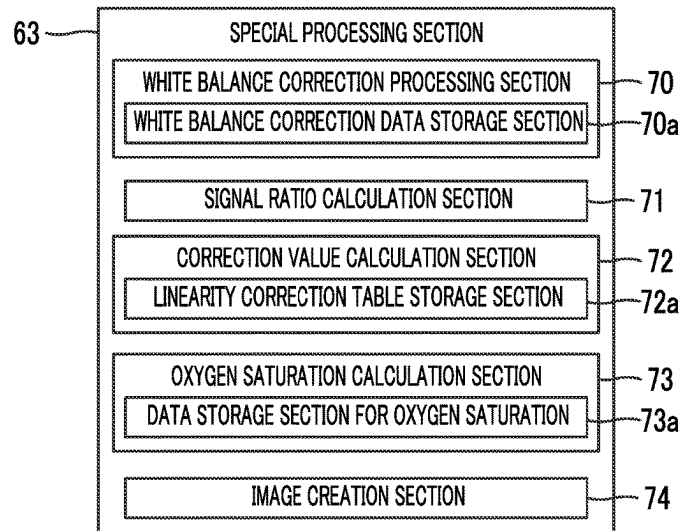 63
SPECIAL PROCESSING SECTION
WHITE BALANCE CORRECTION PROCESSING SECTION
70
WHITE BALANCE CORRECTION DATA STORAGE SECTION
70a
SIGNAL RATIO CALCULATION SECTION
71
CORRECTION VALUE CALCULATION SECTION
72
LINEARITY CORRECTION TABLE STORAGE SECTION
72a
OXYGEN SATURATION CALCULATION SECTION
73
DATA STORAGE SECTION FOR OXYGEN SATURATION
73a
IMAGE CREATION SECTION
74